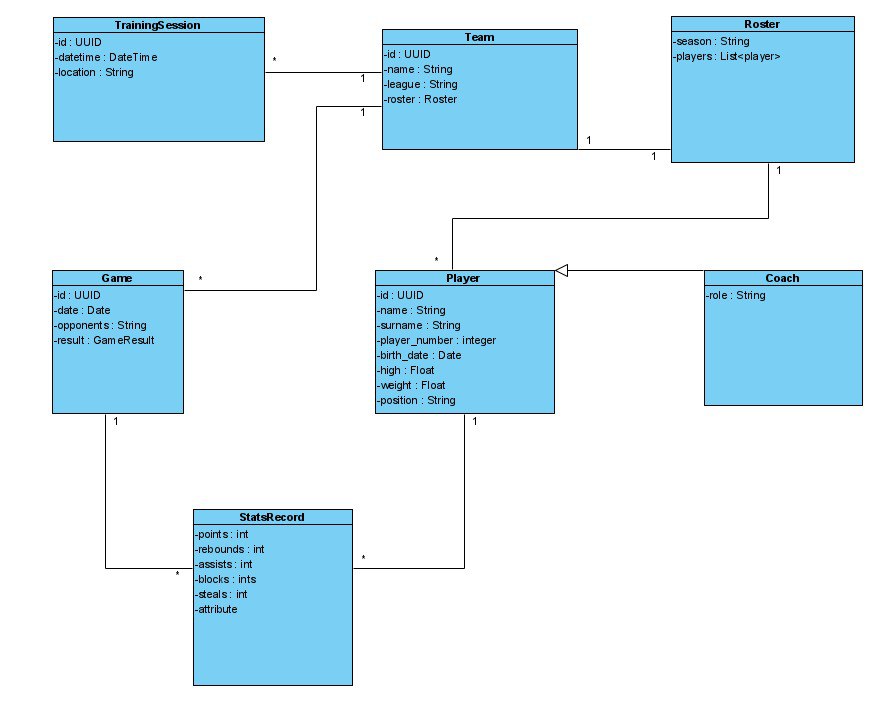 TrainingSession
-id : UUID
-datetime : DateTime
-location : String
Team
-id : UUID
-name : String
-league : String
-roster : Roster
Roster
-season : String
-players : List<player>
*
1
1
1
1
1
*
*
Game
-id : UUID
-date : Date
-opponents : String
-result : GameResult
Player
-id : UUID
-name : String
-surname : String
-player_number : integer
-birth_date : Date
-high : Float
-weight : Float
-position : String
Coach
-role : String
1
1
StatsRecord
-points : int
-rebounds : int
-assists : int
-blocks : ints
-steals : int
-attribute
*
*